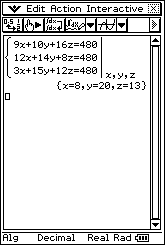 Edit Action Interactive
9x+10y+16z=480
12x+14y+8z=480
3x+15y+12z=480
x,y,z
{x=8,y=20,z=13}
Alg Decimal Real Rad